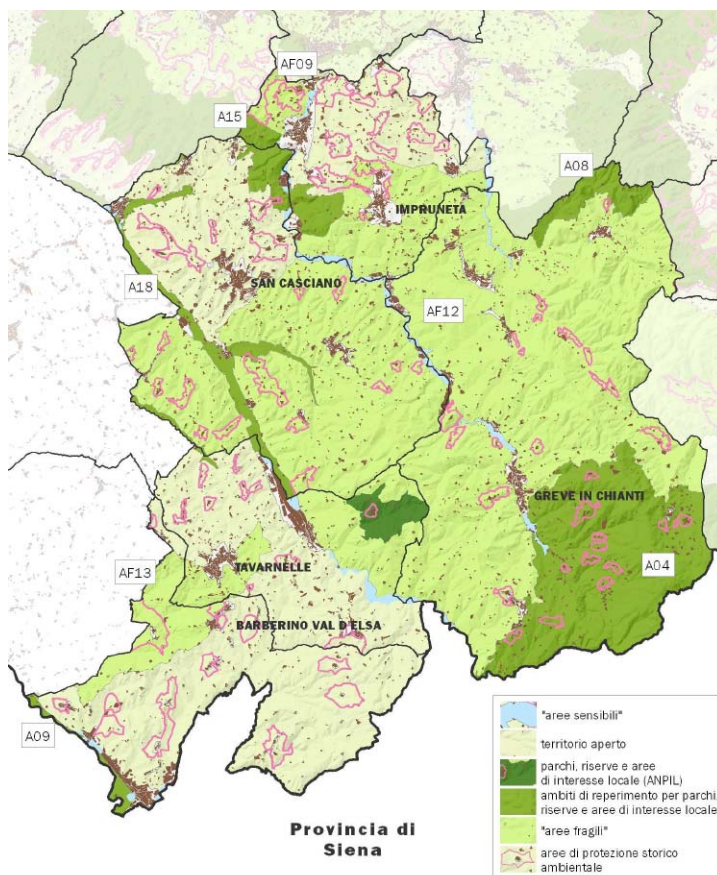 AF09
A15
A08
IMPRUNETA
SAN CASCIANO
A18
AF12
GREVE IN CHIANTI
A04
AF13
TAVARNELLE
BARBERINO VAL D'ELSA
A09
Provincia di
Siena
"aree sensibili"
territorio aperto
parchi, riserve e aree
di interesse locale (ANPIL)
ambiti di reperimento per parchi,
riserve e aree di interesse locale
"aree fragili"
aree di protezione storico
ambientale